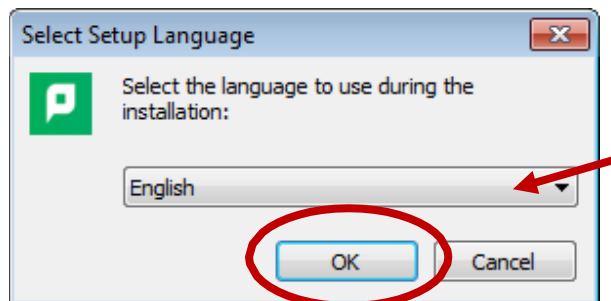 Select Setup Language
Select the language to use during the
installation:
English
OK
Cancel